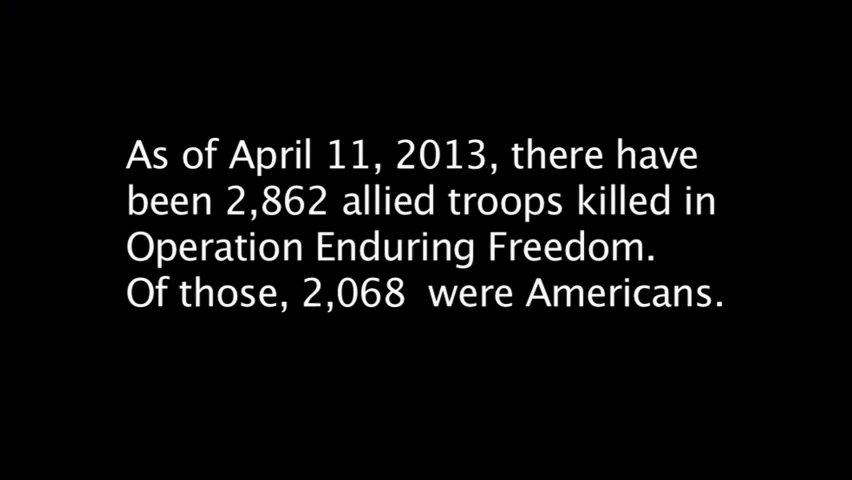 As of April 11, 2013, there have
been 2,862 allied troops killed in
Operation Enduring Freedom.
Of those, 2,068  were Americans.